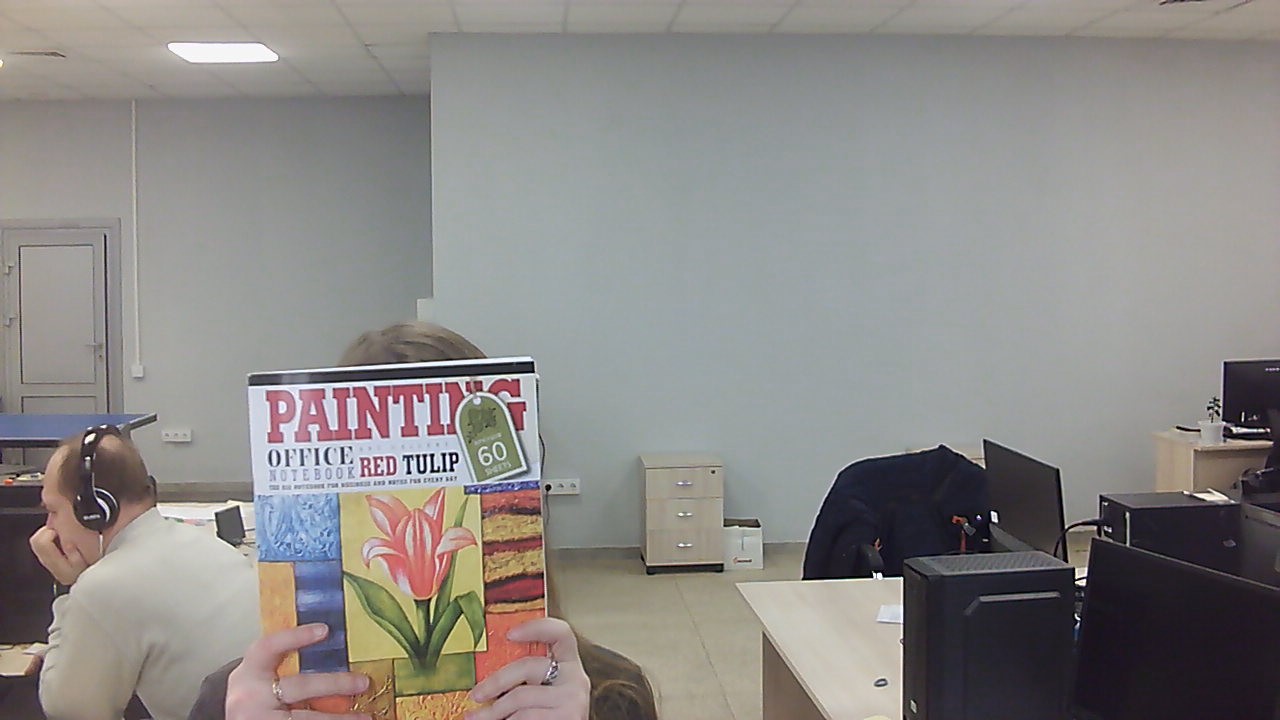 PAINTING
OFFICE
NOTEBOOK RED TULIP
THE BIG NOTEBOOK FOR BUSINESS AND NOTES FOR EVERY DAY
60
SHEETS